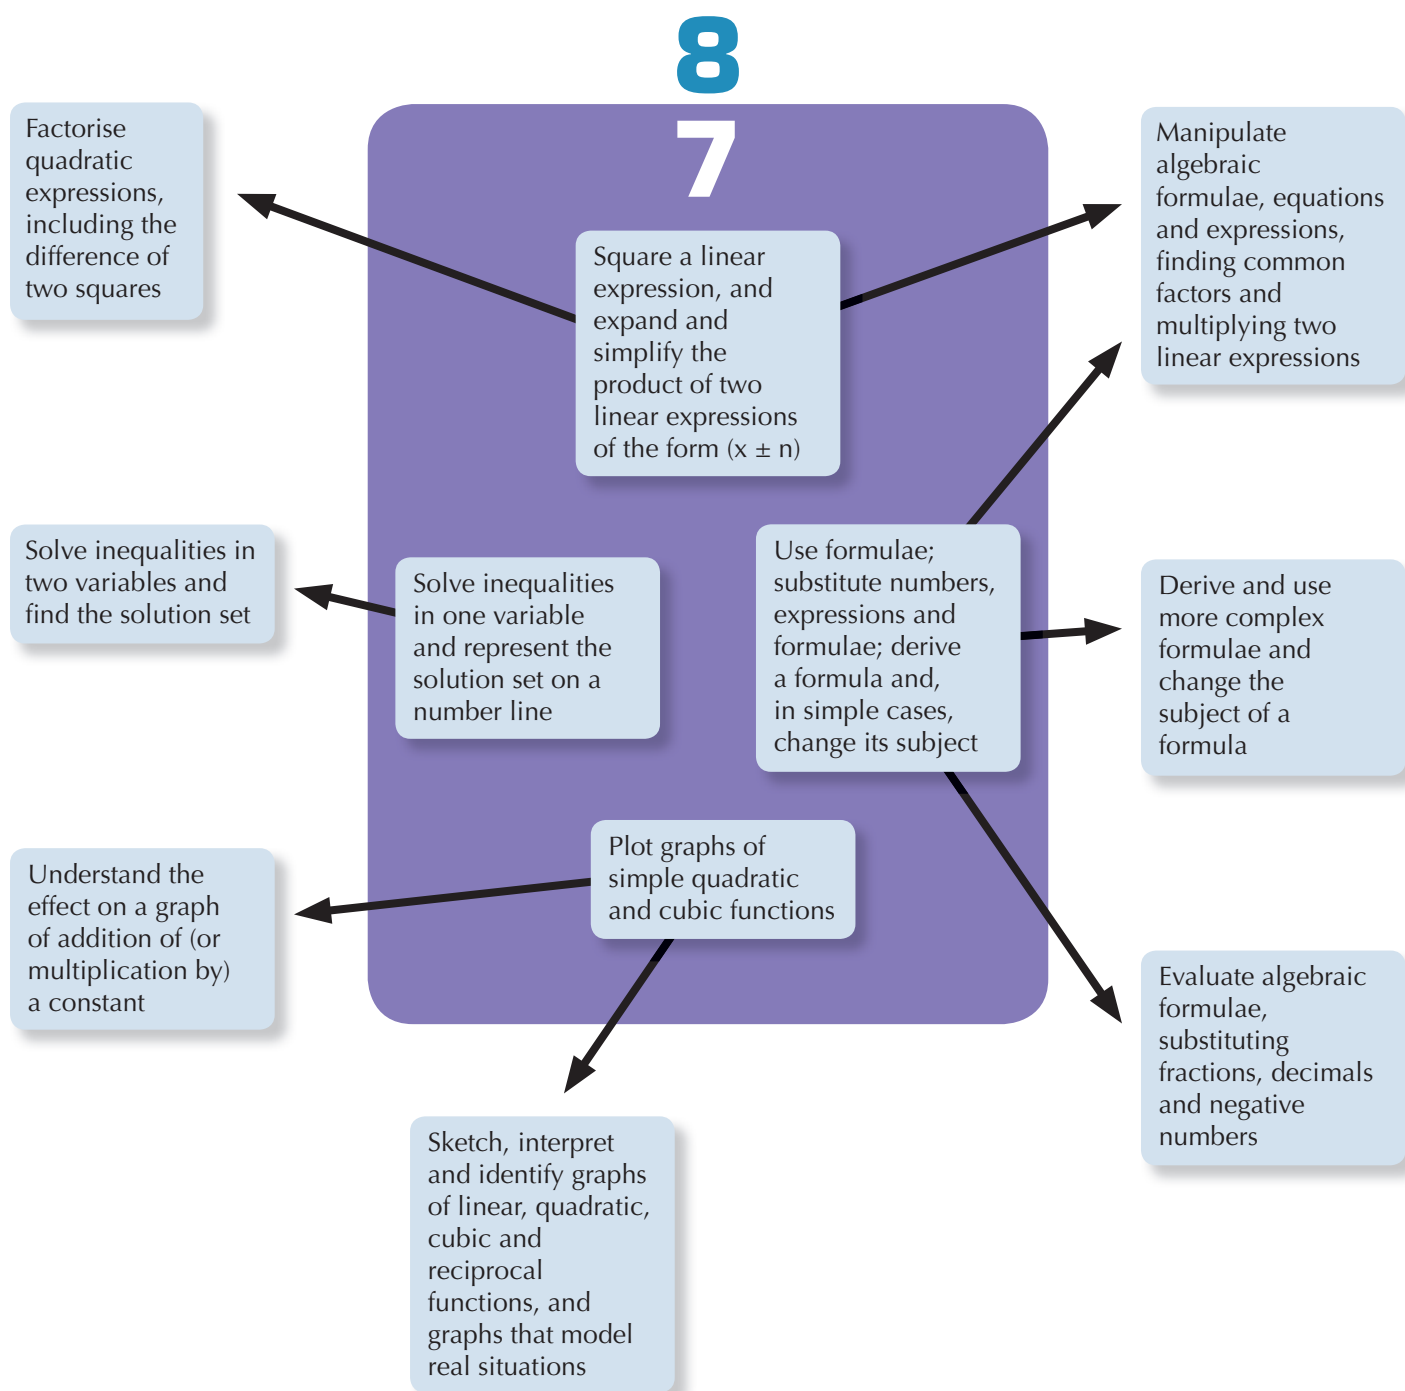 8
7
Factorise
quadratic
expressions,
including the
difference of
two squares
Square a linear
expression, and
expand and
simplify the
product of two
linear expressions
of the form (x ± n)
Manipulate
algebraic
formulae, equations
and expressions,
finding common
factors and
multiplying two
linear expressions
Solve inequalities in
two variables and
find the solution set
Solve inequalities
in one variable
and represent the
solution set on a
number line
Use formulae;
substitute numbers,
expressions and
formulae; derive
a formula and,
in simple cases,
change its subject
Derive and use
more complex
formulae and
change the
subject of a
formula
Understand the
effect on a graph
of addition of (or
multiplication by)
a constant
Plot graphs of
simple quadratic
and cubic functions
Evaluate algebraic
formulae,
substituting
fractions, decimals
and negative
numbers
Sketch, interpret
and identify graphs
of linear, quadratic,
cubic and
reciprocal
functions, and
graphs that model
real situations